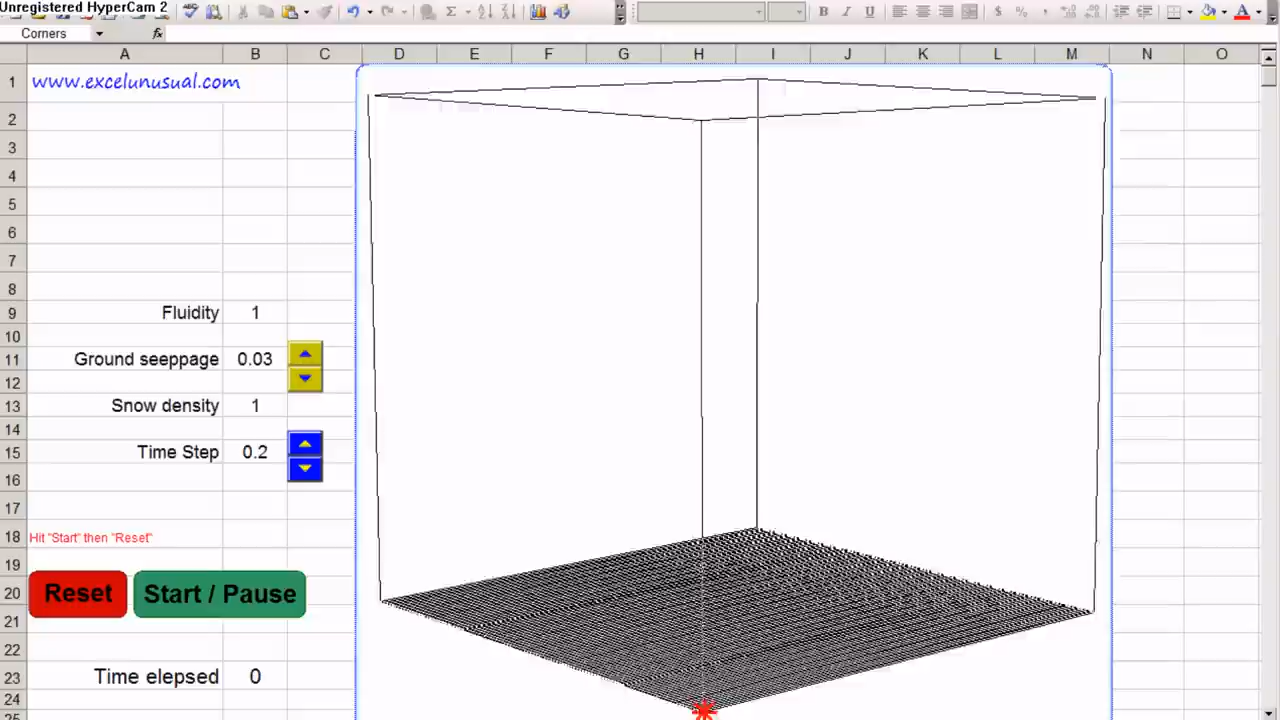 Unregistered HyperCam 2
Corners fx
A B C D E F G H I J K L M N O
1 www.excelunusual.com
2
3
4
5
6
7
8
9 Fluidity 1
10
11 Ground seeppage 0.03
12
13 Snow density 1
14
15 Time Step 0.2
16
17
18 Hit "Start" then "Reset"
19
20 Reset Start / Pause
21
22
23 Time elepsed 0
24
25